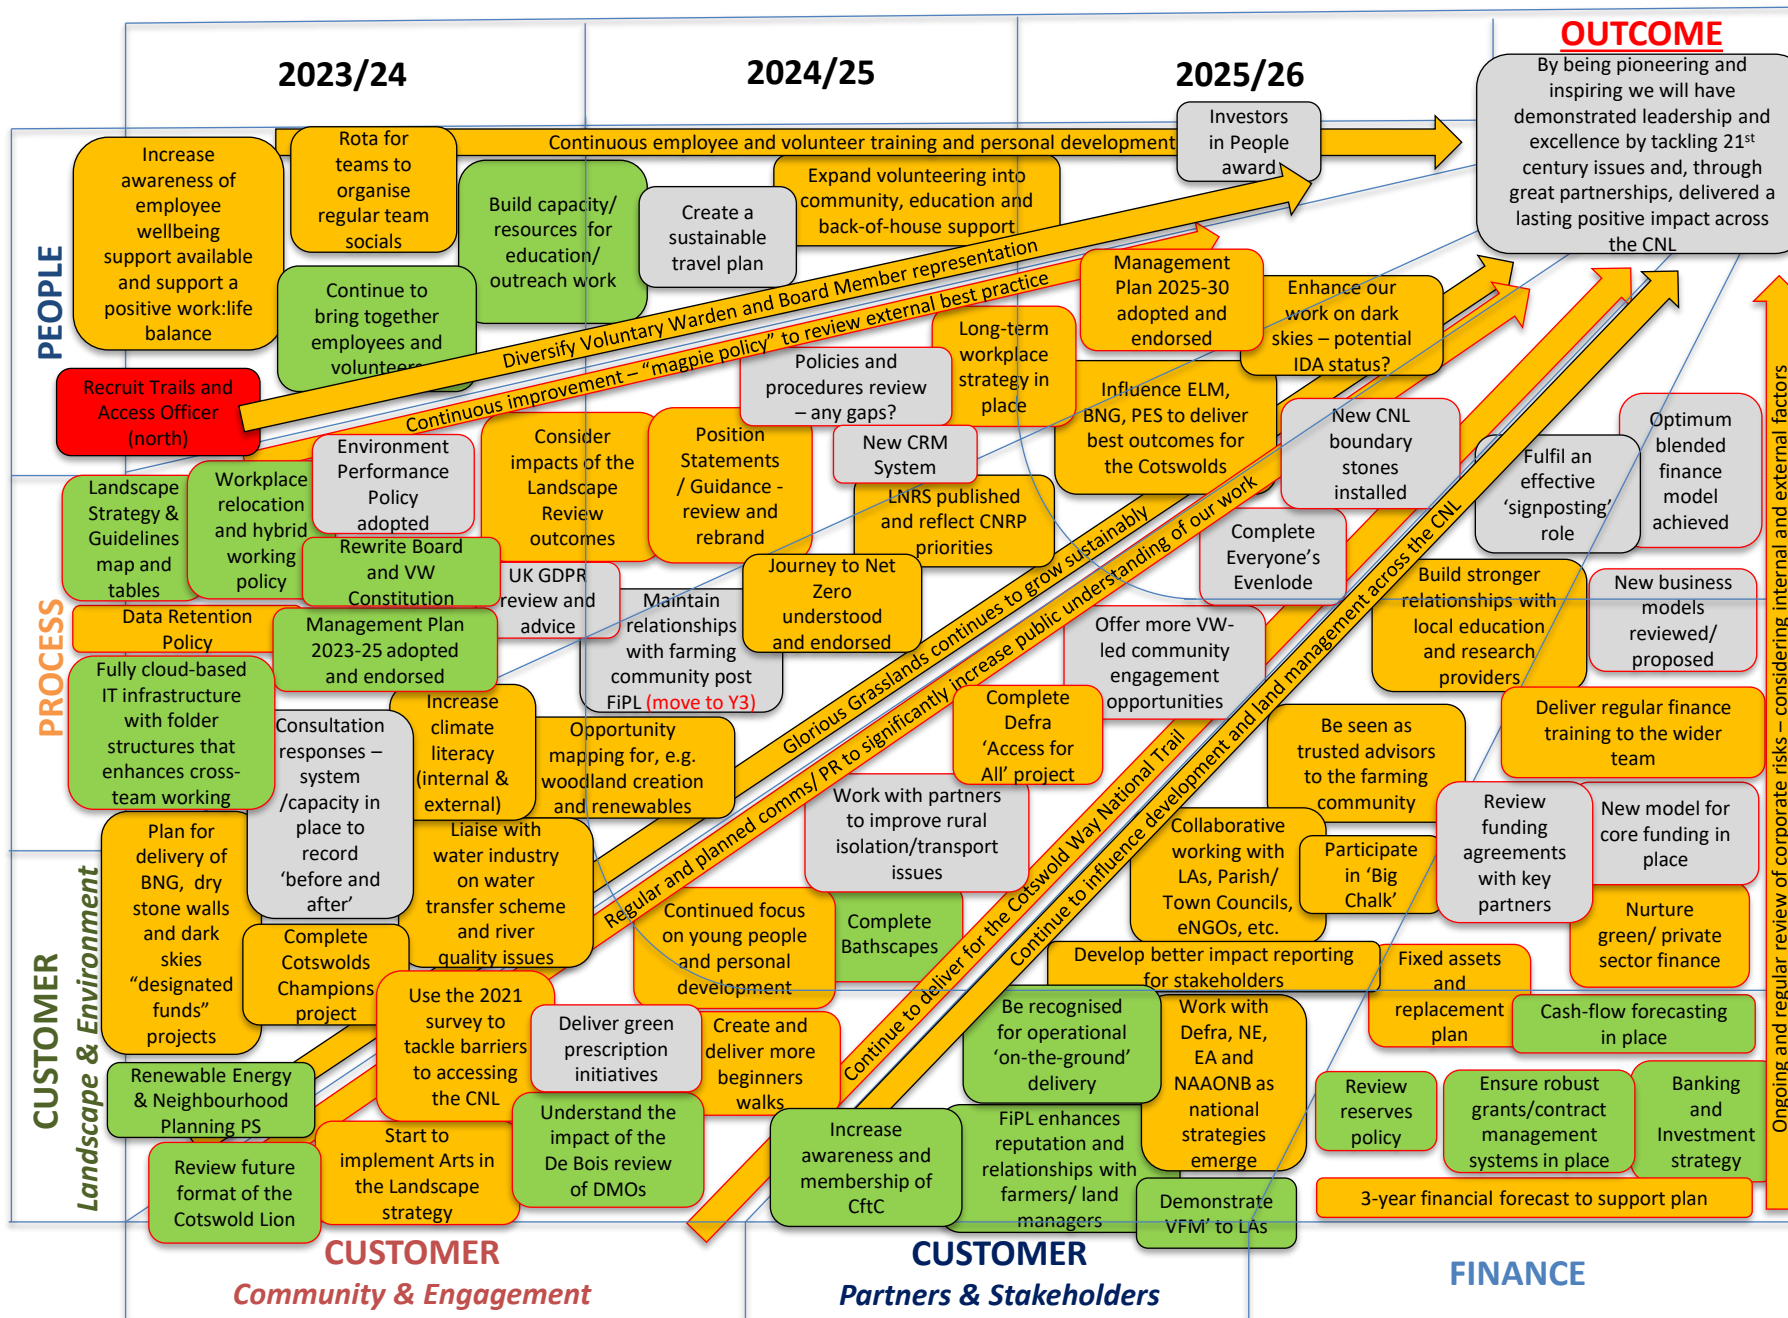 2023/24
2024/25
2025/26
OUTCOME
By being pioneering and
inspiring we will have
demonstrated leadership and
excellence by tackling 21st
century issues and, through
great partnerships, delivered a
lasting positive impact across
the CNL
PEOPLE
Continuous employee and volunteer training and personal development
Investors
in People
award
Increase
awareness of
employee
wellbeing
support available
and support a
positive work:life
balance
Rota for
teams to
organise
regular team
socials
Build capacity/
resources for
education/
outreach work
Create a
sustainable
travel plan
Expand volunteering into
community, education and
back-of-house support
Continue to
bring together
employees and
volunteers
Diversify Voluntary Warden and Board Member representation
Continuous improvement – “magpie policy” to review external best practice
Recruit Trails and
Access Officer
(north)
Management
Plan 2025-30
adopted and
endorsed
Enhance our
work on dark
skies – potential
IDA status?
Long-term
workplace
strategy in
place
Policies and
procedures review
– any gaps?
Influence ELM,
BNG, PES to deliver
best outcomes for
the Cotswolds
New CNL
boundary
stones
installed
Optimum
blended
finance
model
achieved
Fulfil an
effective
‘signposting’
role
PROCESS
Landscape
Strategy &
Guidelines
map and
tables
Workplace
relocation
and hybrid
working
policy
Environment
Performance
Policy
adopted
Consider
impacts of the
Landscape
Review
outcomes
Position
Statements
/ Guidance -
review and
rebrand
New CRM
System
LNRS published
and reflect CNRP
priorities
Complete
Everyone’s
Evenlode
Rewrite Board
and VW
Constitution
UK GDPR
review and
advice
Journey to Net
Zero
understood
and endorsed
Build stronger
relationships with
local education
and research
providers
New business
models
reviewed/
proposed
Data Retention
Policy
Management Plan
2023-25 adopted
and endorsed
Maintain
relationships
with farming
community post
FiPL (move to Y3)
Offer more VW-
led community
engagement
opportunities
Fully cloud-based
IT infrastructure
with folder
structures that
enhances cross-
team working
Consultation
responses –
system
/capacity in
place to
record
‘before and
after’
Increase
climate
literacy
(internal &
external)
Opportunity
mapping for, e.g.
woodland creation
and renewables
Complete
Defra
‘Access for
All’ project
Be seen as
trusted advisors
to the farming
community
Deliver regular finance
training to the wider
team
Glorious Grasslands continues to grow sustainably
Regular and planned comms/ PR to significantly increase public understanding of our work
Continue to deliver for the Cotswold Way National Trail
Continue to influence development and land management across the CNL
Ongoing and regular review of corporate risks – considering internal and external factors
CUSTOMER
Landscape & Environment
Plan for
delivery of
BNG, dry
stone walls
and dark
skies
“designated
funds”
projects
Liaise with
water industry
on water
transfer scheme
and river
quality issues
Work with partners
to improve rural
isolation/transport
issues
Collaborative
working with
LAs, Parish/
Town Councils,
eNGOs, etc.
Participate
in ‘Big
Chalk’
Review
funding
agreements
with key
partners
New model for
core funding in
place
Complete
Cotswolds
Champions
project
Continued focus
on young people
and personal
development
Complete
Bathscapes
Develop better impact reporting
for stakeholders
Fixed assets
and
replacement
plan
Nurture
green/ private
sector finance
Use the 2021
survey to
tackle barriers
to accessing
the CNL
Deliver green
prescription
initiatives
Create and
deliver more
beginners
walks
Be recognised
for operational
‘on-the-ground’
delivery
Work with
Defra, NE,
EA and
NAAONB as
national
strategies
emerge
Cash-flow forecasting
in place
Renewable Energy
& Neighbourhood
Planning PS
Review
reserves
policy
Ensure robust
grants/contract
management
systems in place
Banking
and
Investment
strategy
Review future
format of the
Cotswold Lion
Start to
implement Arts in
the Landscape
strategy
Understand the
impact of the
De Bois review
of DMOs
Increase
awareness and
membership of
CftC
FiPL enhances
reputation and
relationships with
farmers/ land
managers
Demonstrate
VFM’ to LAs
3-year financial forecast to support plan
CUSTOMER
Community & Engagement
CUSTOMER
Partners & Stakeholders
FINANCE